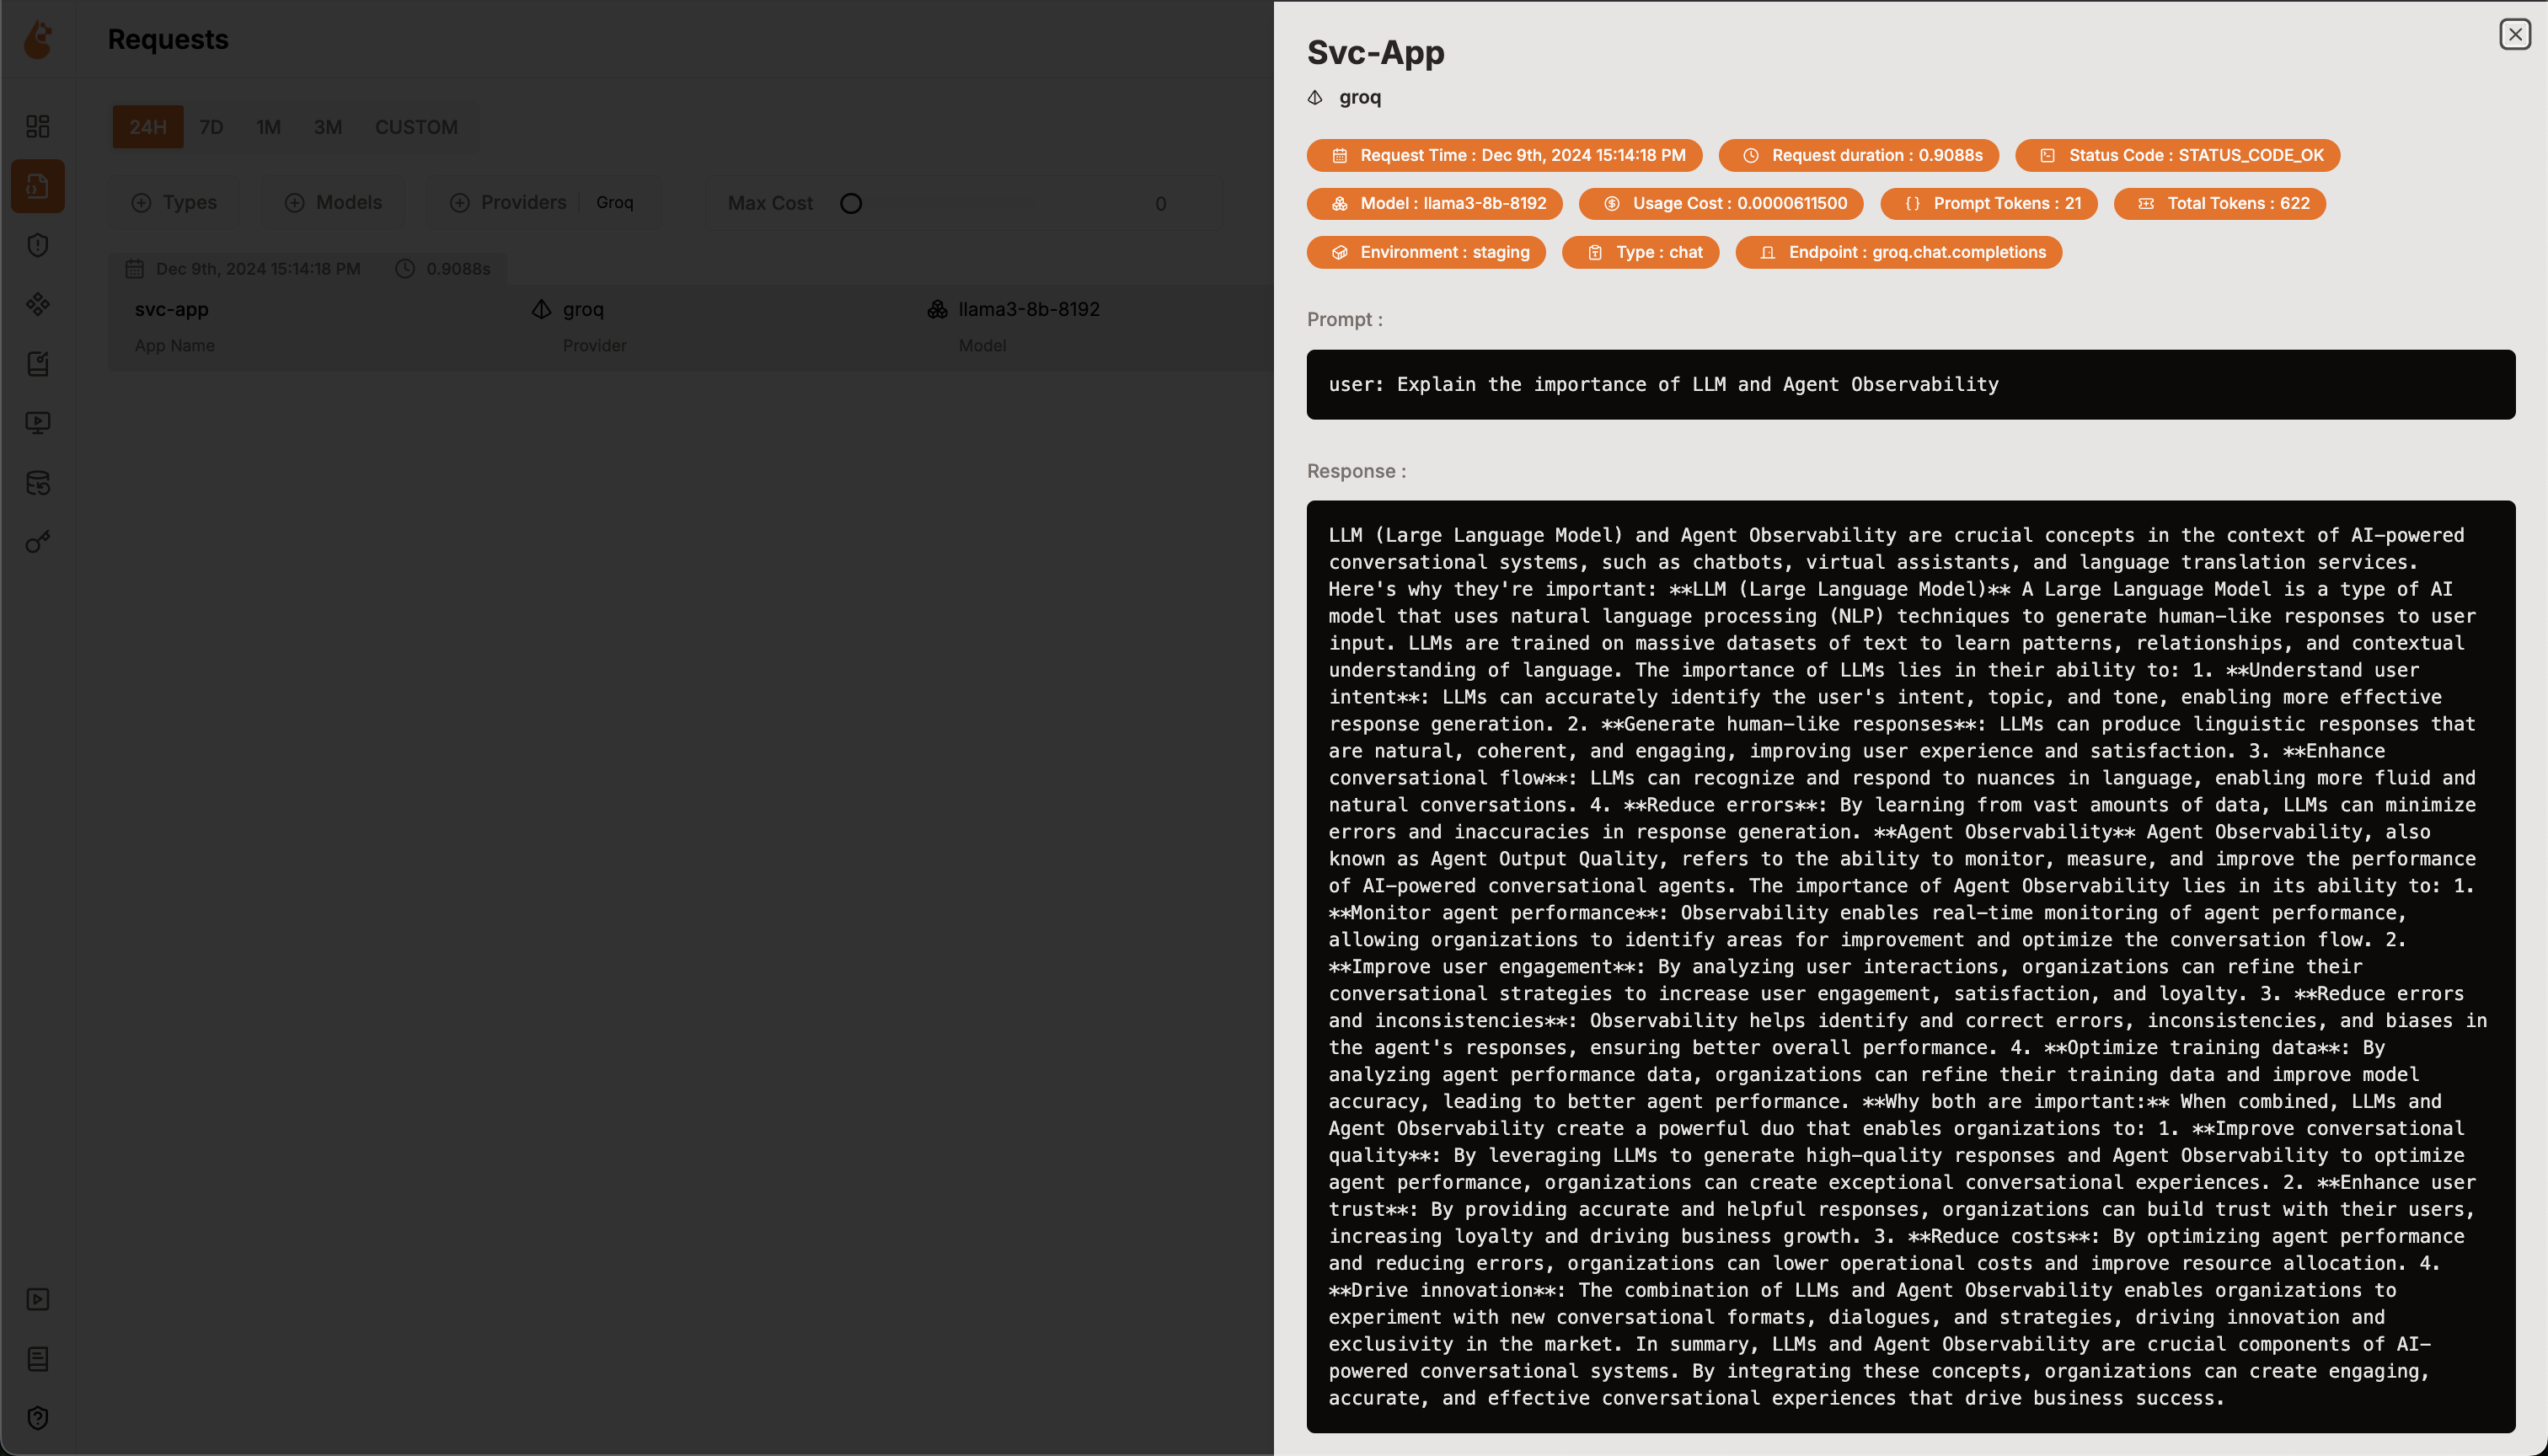 Requests
24H 7D 1M 3M CUSTOM
Types Models Providers Groq Max Cost 0
Dec 9th, 2024 15:14:18 PM 0.9088s
svc-app groq llama3-8b-8192
App Name Provider Model
Svc-App
groq
Request Time : Dec 9th, 2024 15:14:18 PM Request duration : 0.9088s Status Code : STATUS_CODE_OK
Model : llama3-8b-8192 Usage Cost : 0.0000611500 Prompt Tokens : 21 Total Tokens : 622
Environment : staging Type : chat Endpoint : groq.chat.completions
Prompt :
user: Explain the importance of LLM and Agent Observability
Response :
LLM (Large Language Model) and Agent Observability are crucial concepts in the context of AI-powered
conversational systems, such as chatbots, virtual assistants, and language translation services.
Here's why they're important: **LLM (Large Language Model)** A Large Language Model is a type of AI
model that uses natural language processing (NLP) techniques to generate human-like responses to user
input. LLMs are trained on massive datasets of text to learn patterns, relationships, and contextual
understanding of language. The importance of LLMs lies in their ability to: 1. **Understand user
intent**: LLMs can accurately identify the user's intent, topic, and tone, enabling more effective
response generation. 2. **Generate human-like responses**: LLMs can produce linguistic responses that
are natural, coherent, and engaging, improving user experience and satisfaction. 3. **Enhance
conversational flow**: LLMs can recognize and respond to nuances in language, enabling more fluid and
natural conversations. 4. **Reduce errors**: By learning from vast amounts of data, LLMs can minimize
errors and inaccuracies in response generation. **Agent Observability** Agent Observability, also
known as Agent Output Quality, refers to the ability to monitor, measure, and improve the performance
of AI-powered conversational agents. The importance of Agent Observability lies in its ability to: 1.
**Monitor agent performance**: Observability enables real-time monitoring of agent performance,
allowing organizations to identify areas for improvement and optimize the conversation flow. 2.
**Improve user engagement**: By analyzing user interactions, organizations can refine their
conversational strategies to increase user engagement, satisfaction, and loyalty. 3. **Reduce errors
and inconsistencies**: Observability helps identify and correct errors, inconsistencies, and biases in
the agent's responses, ensuring better overall performance. 4. **Optimize training data**: By
analyzing agent performance data, organizations can refine their training data and improve model
accuracy, leading to better agent performance. **Why both are important:** When combined, LLMs and
Agent Observability create a powerful duo that enables organizations to: 1. **Improve conversational
quality**: By leveraging LLMs to generate high-quality responses and Agent Observability to optimize
agent performance, organizations can create exceptional conversational experiences. 2. **Enhance user
trust**: By providing accurate and helpful responses, organizations can build trust with their users,
increasing loyalty and driving business growth. 3. **Reduce costs**: By optimizing agent performance
and reducing errors, organizations can lower operational costs and improve resource allocation. 4.
**Drive innovation**: The combination of LLMs and Agent Observability enables organizations to
experiment with new conversational formats, dialogues, and strategies, driving innovation and
exclusivity in the market. In summary, LLMs and Agent Observability are crucial components of AI-
powered conversational systems. By integrating these concepts, organizations can create engaging,
accurate, and effective conversational experiences that drive business success.